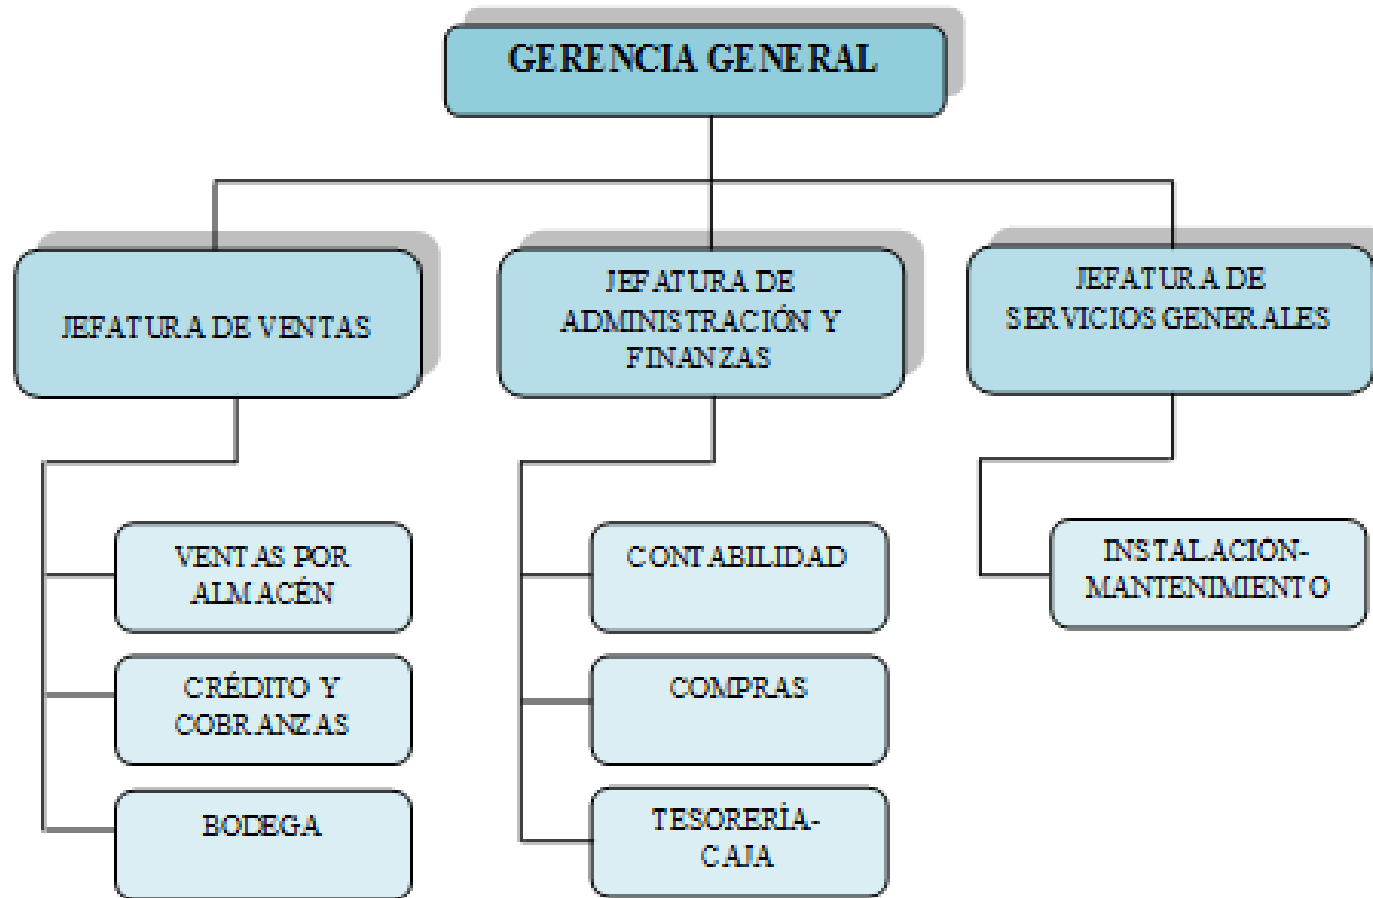 GERENCIA GENERAL
JEFATURA DE VENTAS
JEFATURA DE
ADMINISTRACIÓN Y
FINANZAS
JEFATURA DE
SERVICIOS GENERALES
VENTAS POR
ALMACÉN
CRÉDITO Y
COBRANZAS
BODEGA
CONTABILIDAD
COMPRAS
TESORERÍA-
CAJA
INSTALACIÓN-
MANTENIMIENTO